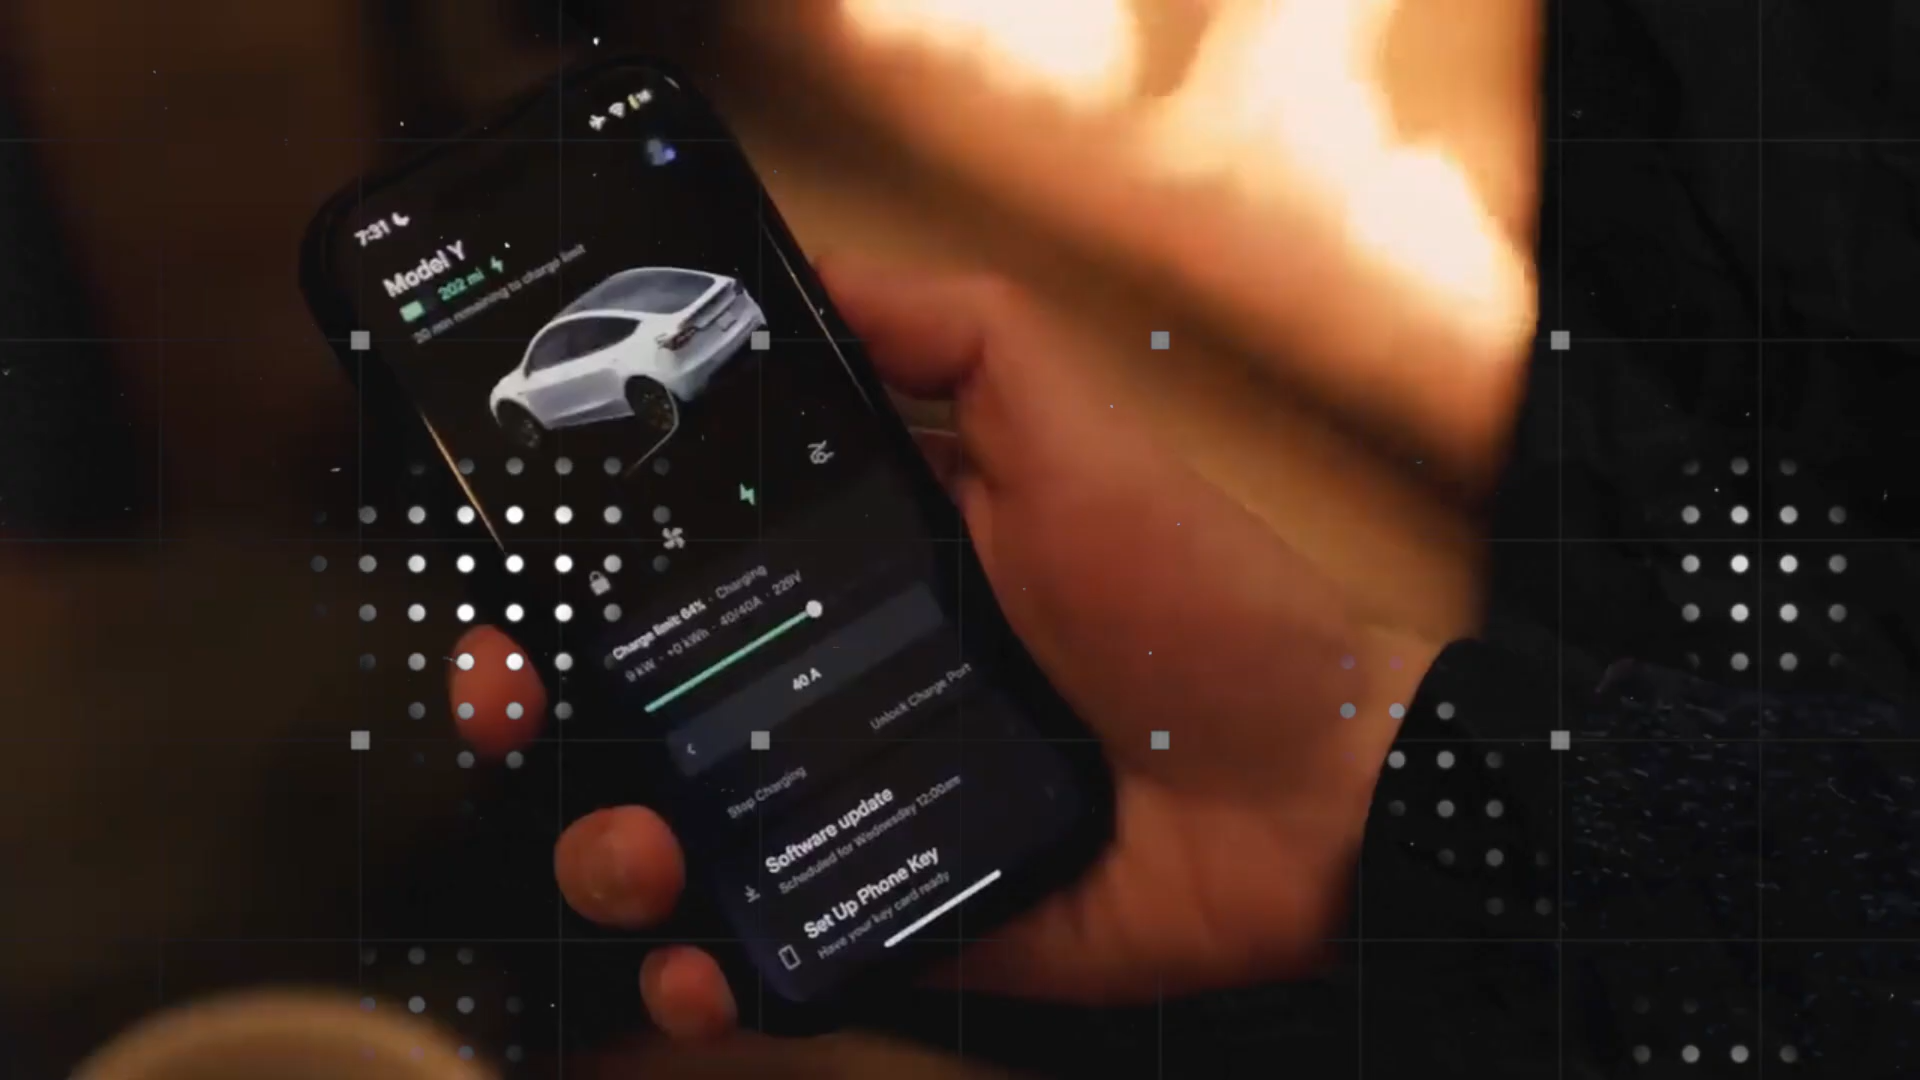 7:31
Model Y
202 mi
20 min remaining to charge limit
Charge limit: 64% · Charging
9 kW · +0 kWh · 40/40A · 229V
40 A
Unlock Charge Port
Stop Charging
Software update
Scheduled for Wednesday 12:00am
Set Up Phone Key
Have your key card ready